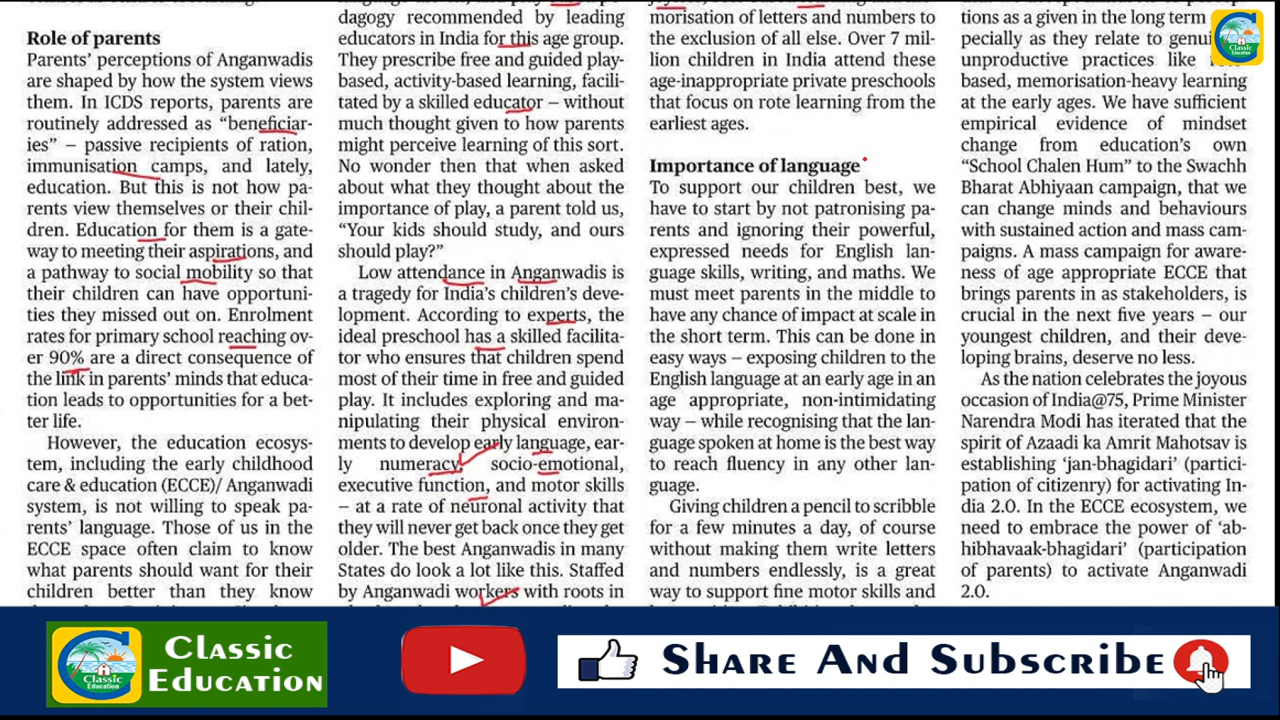 Role of parents
Parents' perceptions of Anganwadis
are shaped by how the system views
them. In ICDS reports, parents are
routinely addressed as "beneficiar-
ies" – passive recipients of ration,
immunisation camps, and lately,
education. But this is not how pa-
rents view themselves or their chil-
dren. Education for them is a gate-
way to meeting their aspirations, and
a pathway to social mobility so that
their children can have opportuni-
ties they missed out on. Enrolment
rates for primary school reaching ov-
er 90% are a direct consequence of
the link in parents' minds that educa-
tion leads to opportunities for a bet-
ter life.
However, the education ecosys-
tem, including the early childhood
care & education (ECCE)/ Anganwadi
system, is not willing to speak pa-
rents' language. Those of us in the
ECCE space often claim to know
what parents should want for their
children better than they know
dagogy recommended by leading
educators in India for this age group.
They prescribe free and guided play-
based, activity-based learning, facili-
tated by a skilled educator – without
much thought given to how parents
might perceive learning of this sort.
No wonder then that when asked
about what they thought about the
importance of play, a parent told us,
"Your kids should study, and ours
should play?"
Low attendance in Anganwadis is
a tragedy for India's children's deve-
lopment. According to experts, the
ideal preschool has a skilled facilita-
tor who ensures that children spend
most of their time in free and guided
play. It includes exploring and ma-
nipulating their physical environ-
ments to develop early language, ear-
ly numeracy, socio-emotional,
executive function, and motor skills
– at a rate of neuronal activity that
they will never get back once they get
older. The best Anganwadis in many
States do look a lot like this. Staffed
by Anganwadi workers with roots in
morisation of letters and numbers to
the exclusion of all else. Over 7 mil-
lion children in India attend these
age-inappropriate private preschools
that focus on rote learning from the
earliest ages.
Importance of language
To support our children best, we
have to start by not patronising pa-
rents and ignoring their powerful,
expressed needs for English lan-
guage skills, writing, and maths. We
must meet parents in the middle to
have any chance of impact at scale in
the short term. This can be done in
easy ways – exposing children to the
English language at an early age in an
age appropriate, non-intimidating
way – while recognising that the lan-
guage spoken at home is the best way
to reach fluency in any other lan-
guage.
Giving children a pencil to scribble
for a few minutes a day, of course
without making them write letters
and numbers endlessly, is a great
way to support fine motor skills and
tions as a given in the long term
pecially as they relate to
unproductive practices like
based, memorisation-heavy learning
at the early ages. We have sufficient
empirical evidence of mindset
change from education's own
"School Chalen Hum" to the Swachh
Bharat Abhiyaan campaign, that we
can change minds and behaviours
with sustained action and mass cam-
paigns. A mass campaign for aware-
ness of age appropriate ECCE that
brings parents in as stakeholders, is
crucial in the next five years – our
youngest children, and their deve-
loping brains, deserve no less.
As the nation celebrates the joyous
occasion of India@75, Prime Minister
Narendra Modi has iterated that the
spirit of Azaadi ka Amrit Mahotsav is
establishing 'jan-bhagidari' (partici-
pation of citizenry) for activating In-
dia 2.0. In the ECCE ecosystem, we
need to embrace the power of 'ab-
hibhavaak-bhagidari' (participation
of parents) to activate Anganwadi
2.0.
Classic
Education
Classic
Education
Classic
Education
Share And Subscribe